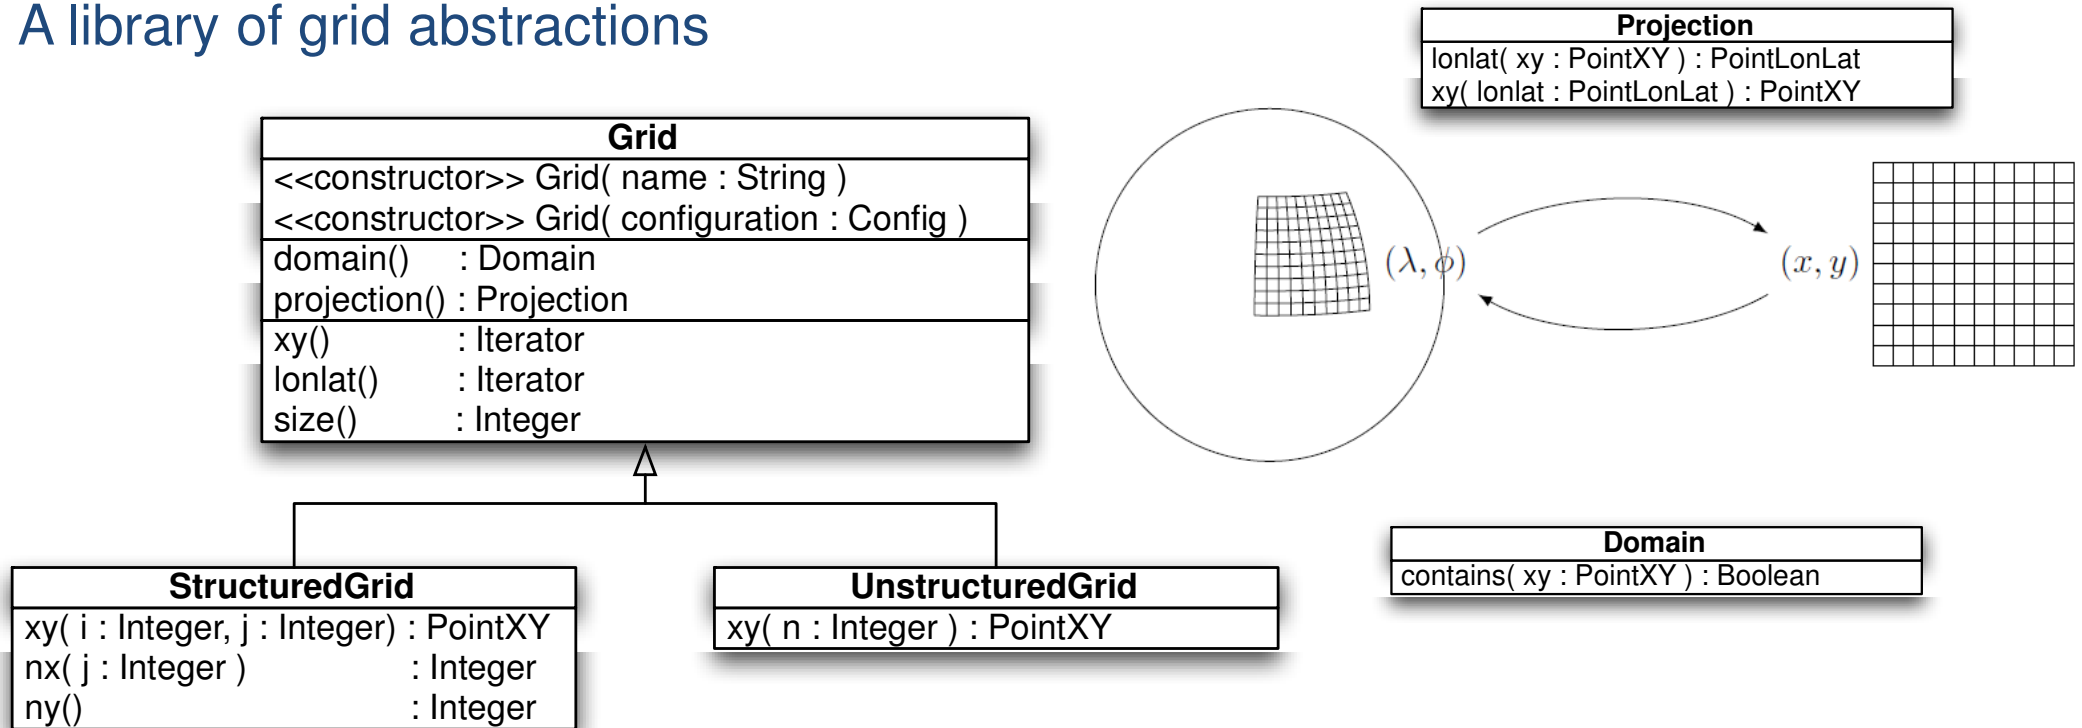 A library of grid abstractions
Projection
lonlat( xy : PointXY ) : PointLonLat
xy( lonlat : PointLonLat ) : PointXY
Grid
<<constructor>> Grid( name : String )
<<constructor>> Grid( configuration : Config )
domain() : Domain
projection() : Projection
xy() : Iterator
lonlat() : Iterator
size() : Integer
(λ, ϕ)
(x, y)
StructuredGrid
xy( i : Integer, j : Integer) : PointXY
nx( j : Integer ) : Integer
ny() : Integer
UnstructuredGrid
xy( n : Integer ) : PointXY
Domain
contains( xy : PointXY ) : Boolean